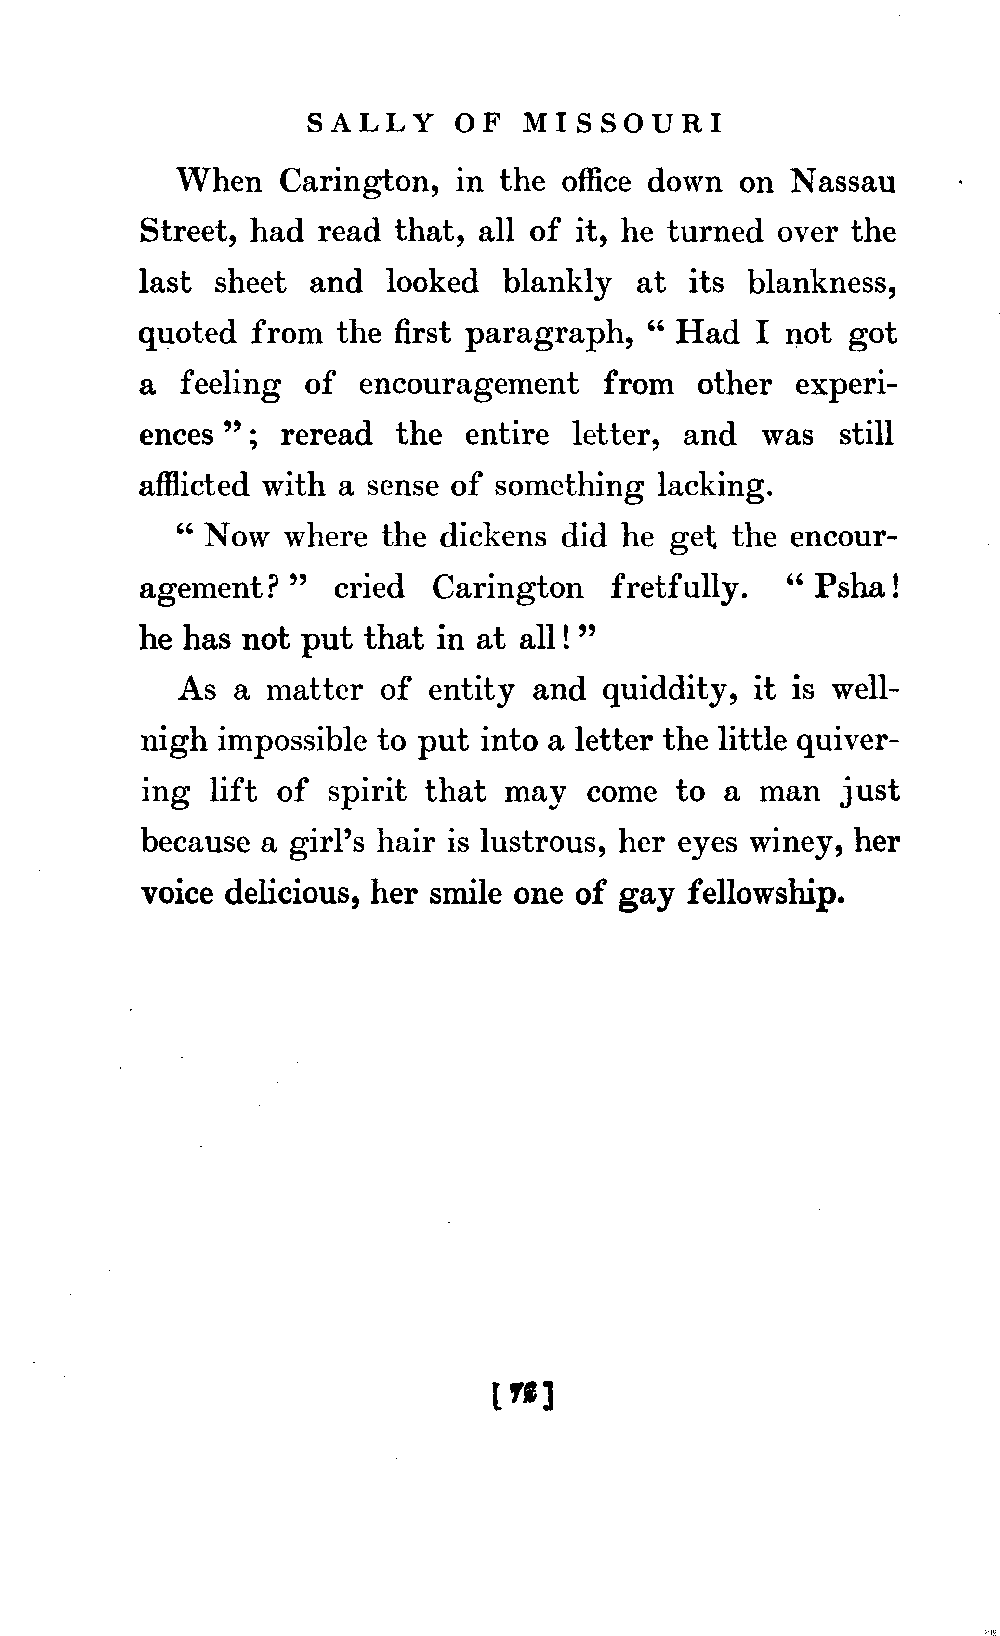 SALLY OF MISSOURI
When Carington, in the office down on Nassau
Street, had read that, all of it, he turned over the
last sheet and looked blankly at its blankness,
quoted from the first paragraph, “ Had I not got
a feeling of encouragement from other experi-
ences ”; reread the entire letter, and was still
afflicted with a sense of something lacking.
“ Now where the dickens did he get the encour-
agement? ” cried Carington fretfully. “ Psha!
he has not put that in at all! ”
As a matter of entity and quiddity, it is well-
nigh impossible to put into a letter the little quiver-
ing lift of spirit that may come to a man just
because a girl’s hair is lustrous, her eyes winey, her
voice delicious, her smile one of gay fellowship.